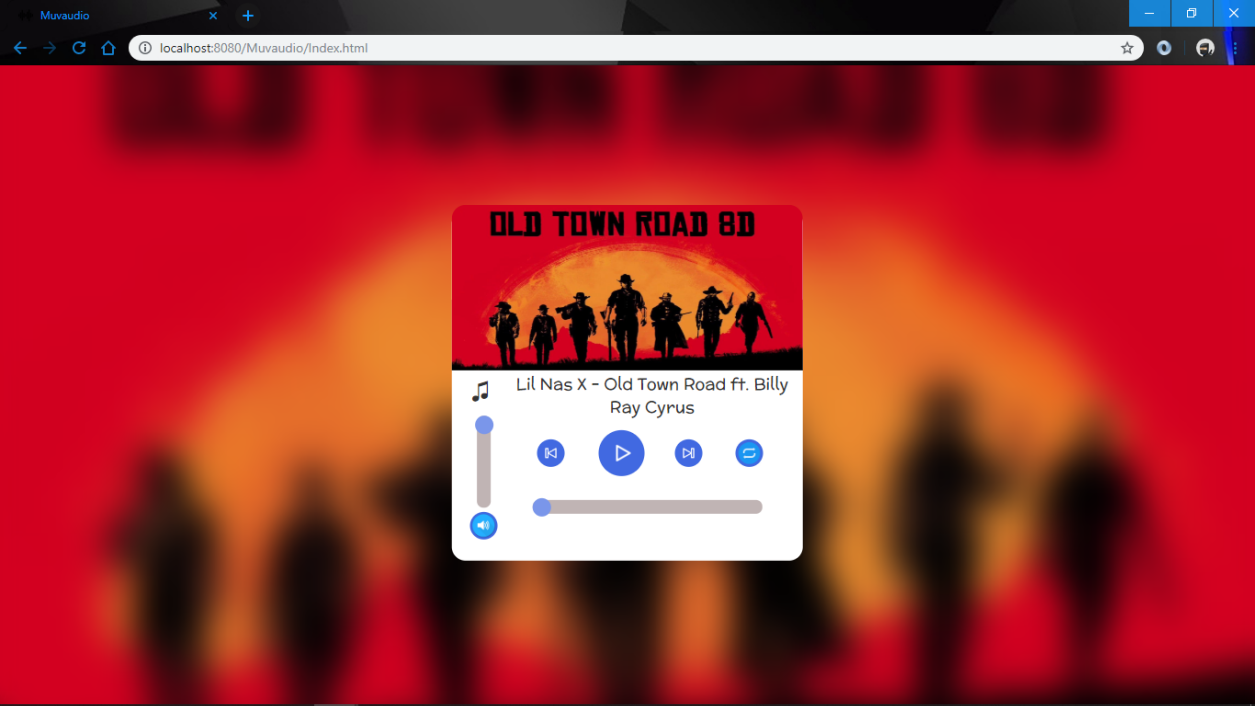 Muvaudio
localhost:8080/Muvaudio/Index.html
OLD TOWN ROAD 8D
Lil Nas X - Old Town Road ft. Billy
Ray Cyrus